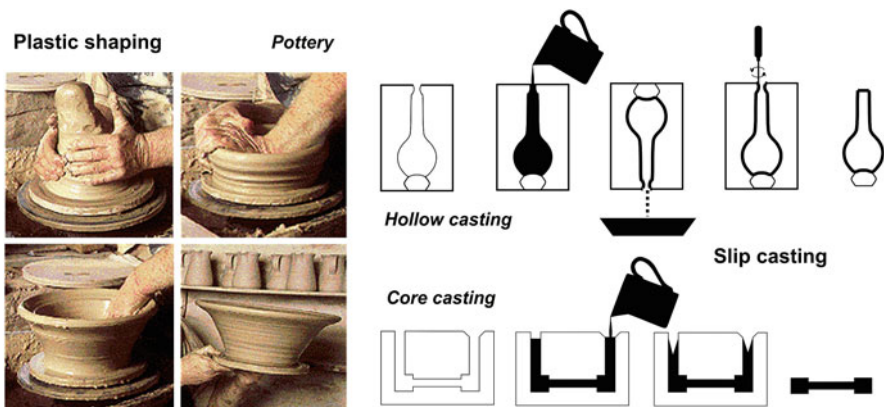 Plastic shaping
Pottery
Hollow casting
Slip casting
Core casting